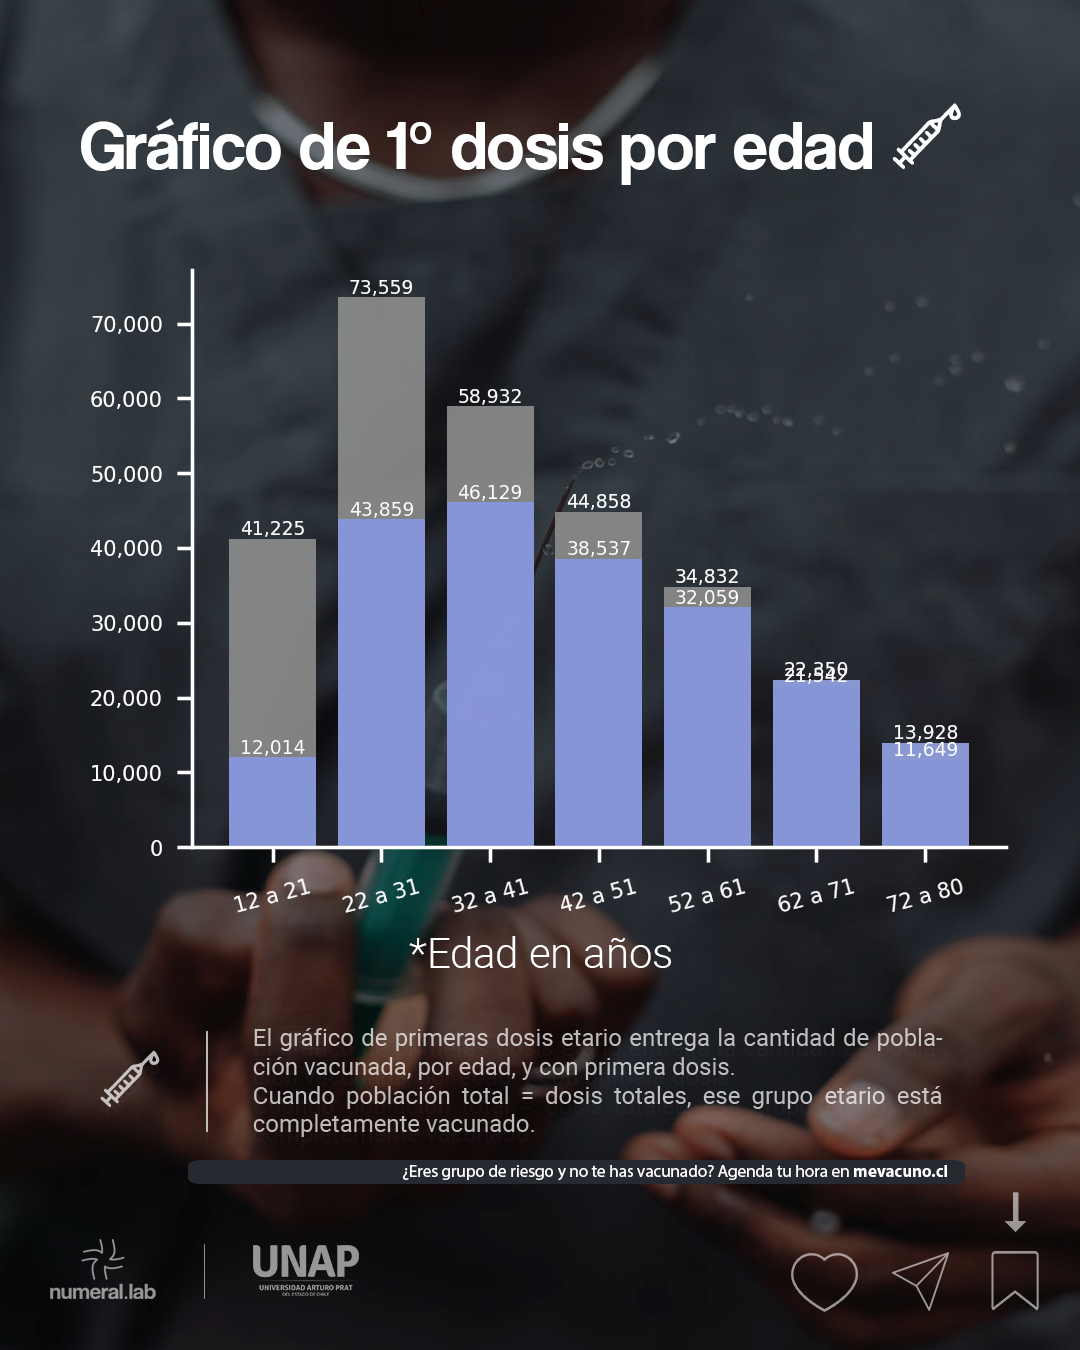 Gráfico de 1º dosis por edad
73,559
70,000
60,000
58,932
50,000
46,129
43,859
44,858
41,225
40,000
38,537
34,832
32,059
30,000
22,350
21,542
20,000
13,928
12,014
11,649
10,000
0
12 a 21
22 a 31
32 a 41
42 a 51
52 a 61
62 a 71
72 a 80
*Edad en años
El gráfico de primeras dosis etario entrega la cantidad de pobla-
ción vacunada, por edad, y con primera dosis.
Cuando población total = dosis totales, ese grupo etario está
completamente vacunado.
¿Eres grupo de riesgo y no te has vacunado? Agenda tu hora en mevacuno.cl
numeral.lab
UNAP
UNIVERSIDAD ARTURO PRAT
DEL ESTADO DE CHILE